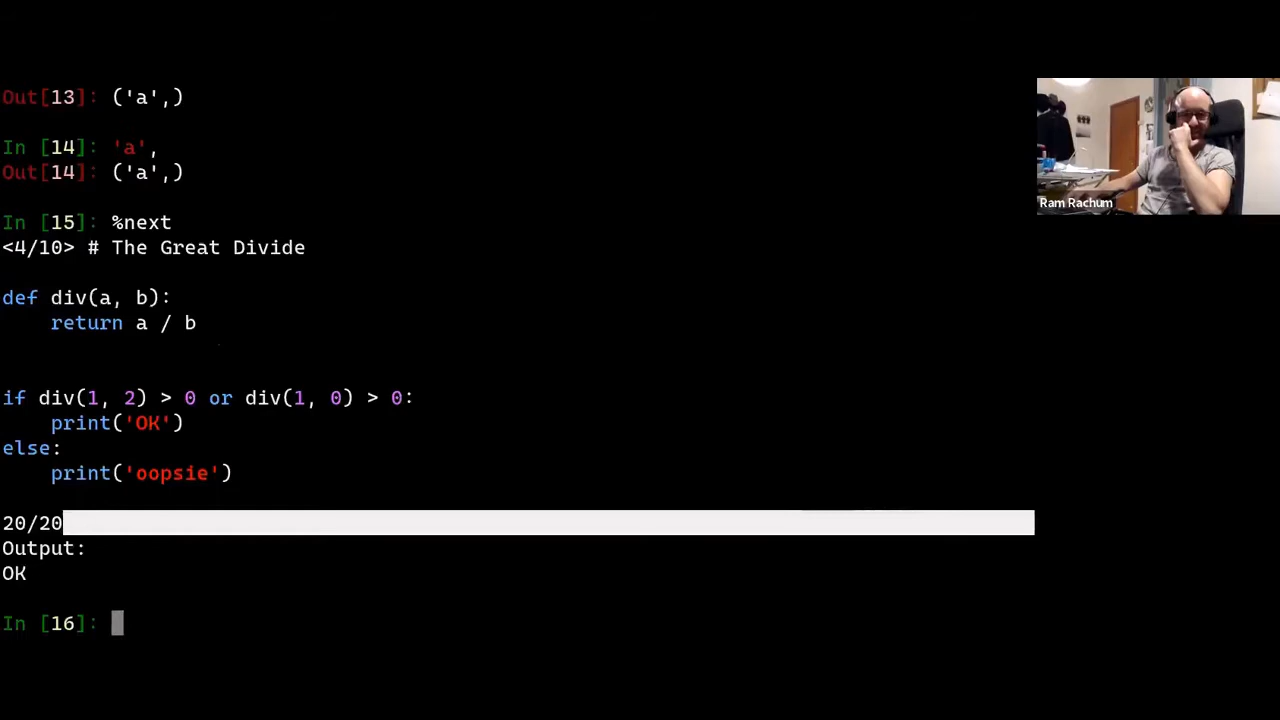 Out[13]: ('a',)
In [14]: 'a',
Out[14]: ('a',)
In [15]: %next
<4/10> # The Great Divide
def div(a, b):
    return a / b
if div(1, 2) > 0 or div(1, 0) > 0:
    print('OK')
else:
    print('oopsie')
20/20
Output:
OK
In [16]:
Ram Rachum